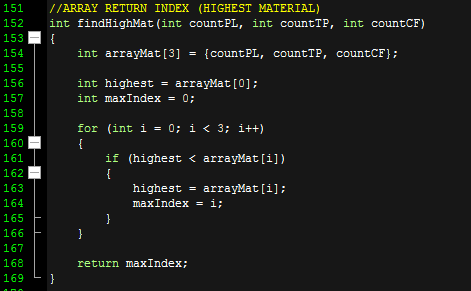 151 //ARRAY RETURN INDEX (HIGHEST MATERIAL)
152 int findHighMat(int countPL, int countTP, int countCF)
153 {
154     int arrayMat[3] = {countPL, countTP, countCF};
155
156     int highest = arrayMat[0];
157     int maxIndex = 0;
158
159     for (int i = 0; i < 3; i++)
160     {
161         if (highest < arrayMat[i])
162         {
163             highest = arrayMat[i];
164             maxIndex = i;
165         }
166     }
167
168     return maxIndex;
169 }